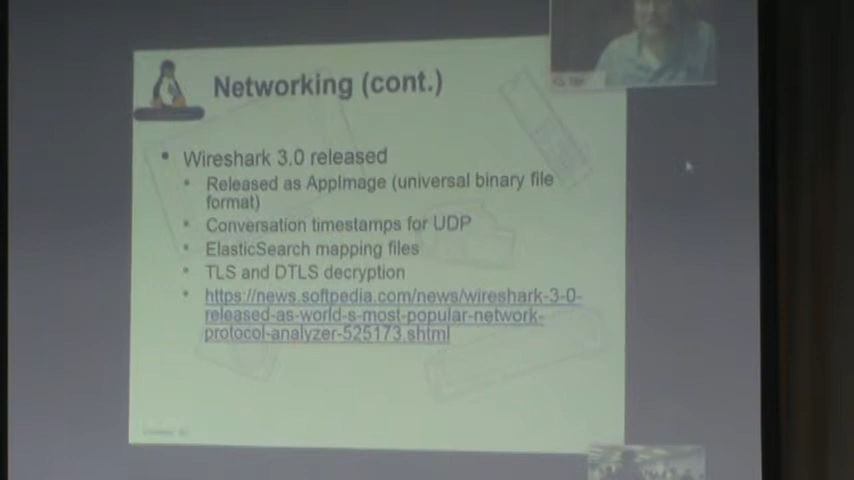 Networking (cont.)
• Wireshark 3.0 released
• Released as AppImage (universal binary file
format)
• Conversation timestamps for UDP
• ElasticSearch mapping files
• TLS and DTLS decryption
• https://news.softpedia.com/news/wireshark-3-0-
released-as-world-s-most-popular-network-
protocol-analyzer-525173.shtml